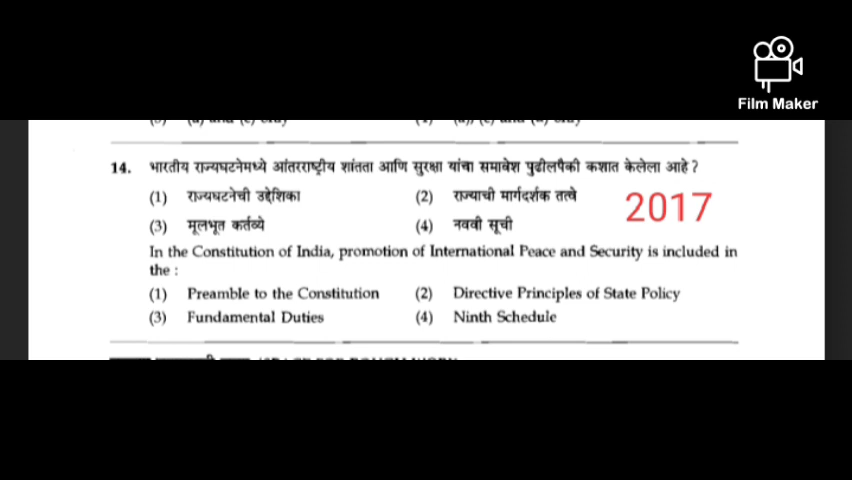 Film Maker
14. भारतीय राज्यघटनेमध्ये आंतरराष्ट्रीय शांतता आणि सुरक्षा यांचा समावेश पुढीलपैकी कशात केलेला आहे ?
(1) राज्यघटनेची उद्देशिका (2) राज्याची मार्गदर्शक तत्वे
2017
(3) मूलभूत कर्तव्ये (4) नववी सूची
In the Constitution of India, promotion of International Peace and Security is included in
the :
(1) Preamble to the Constitution (2) Directive Principles of State Policy
(3) Fundamental Duties (4) Ninth Schedule